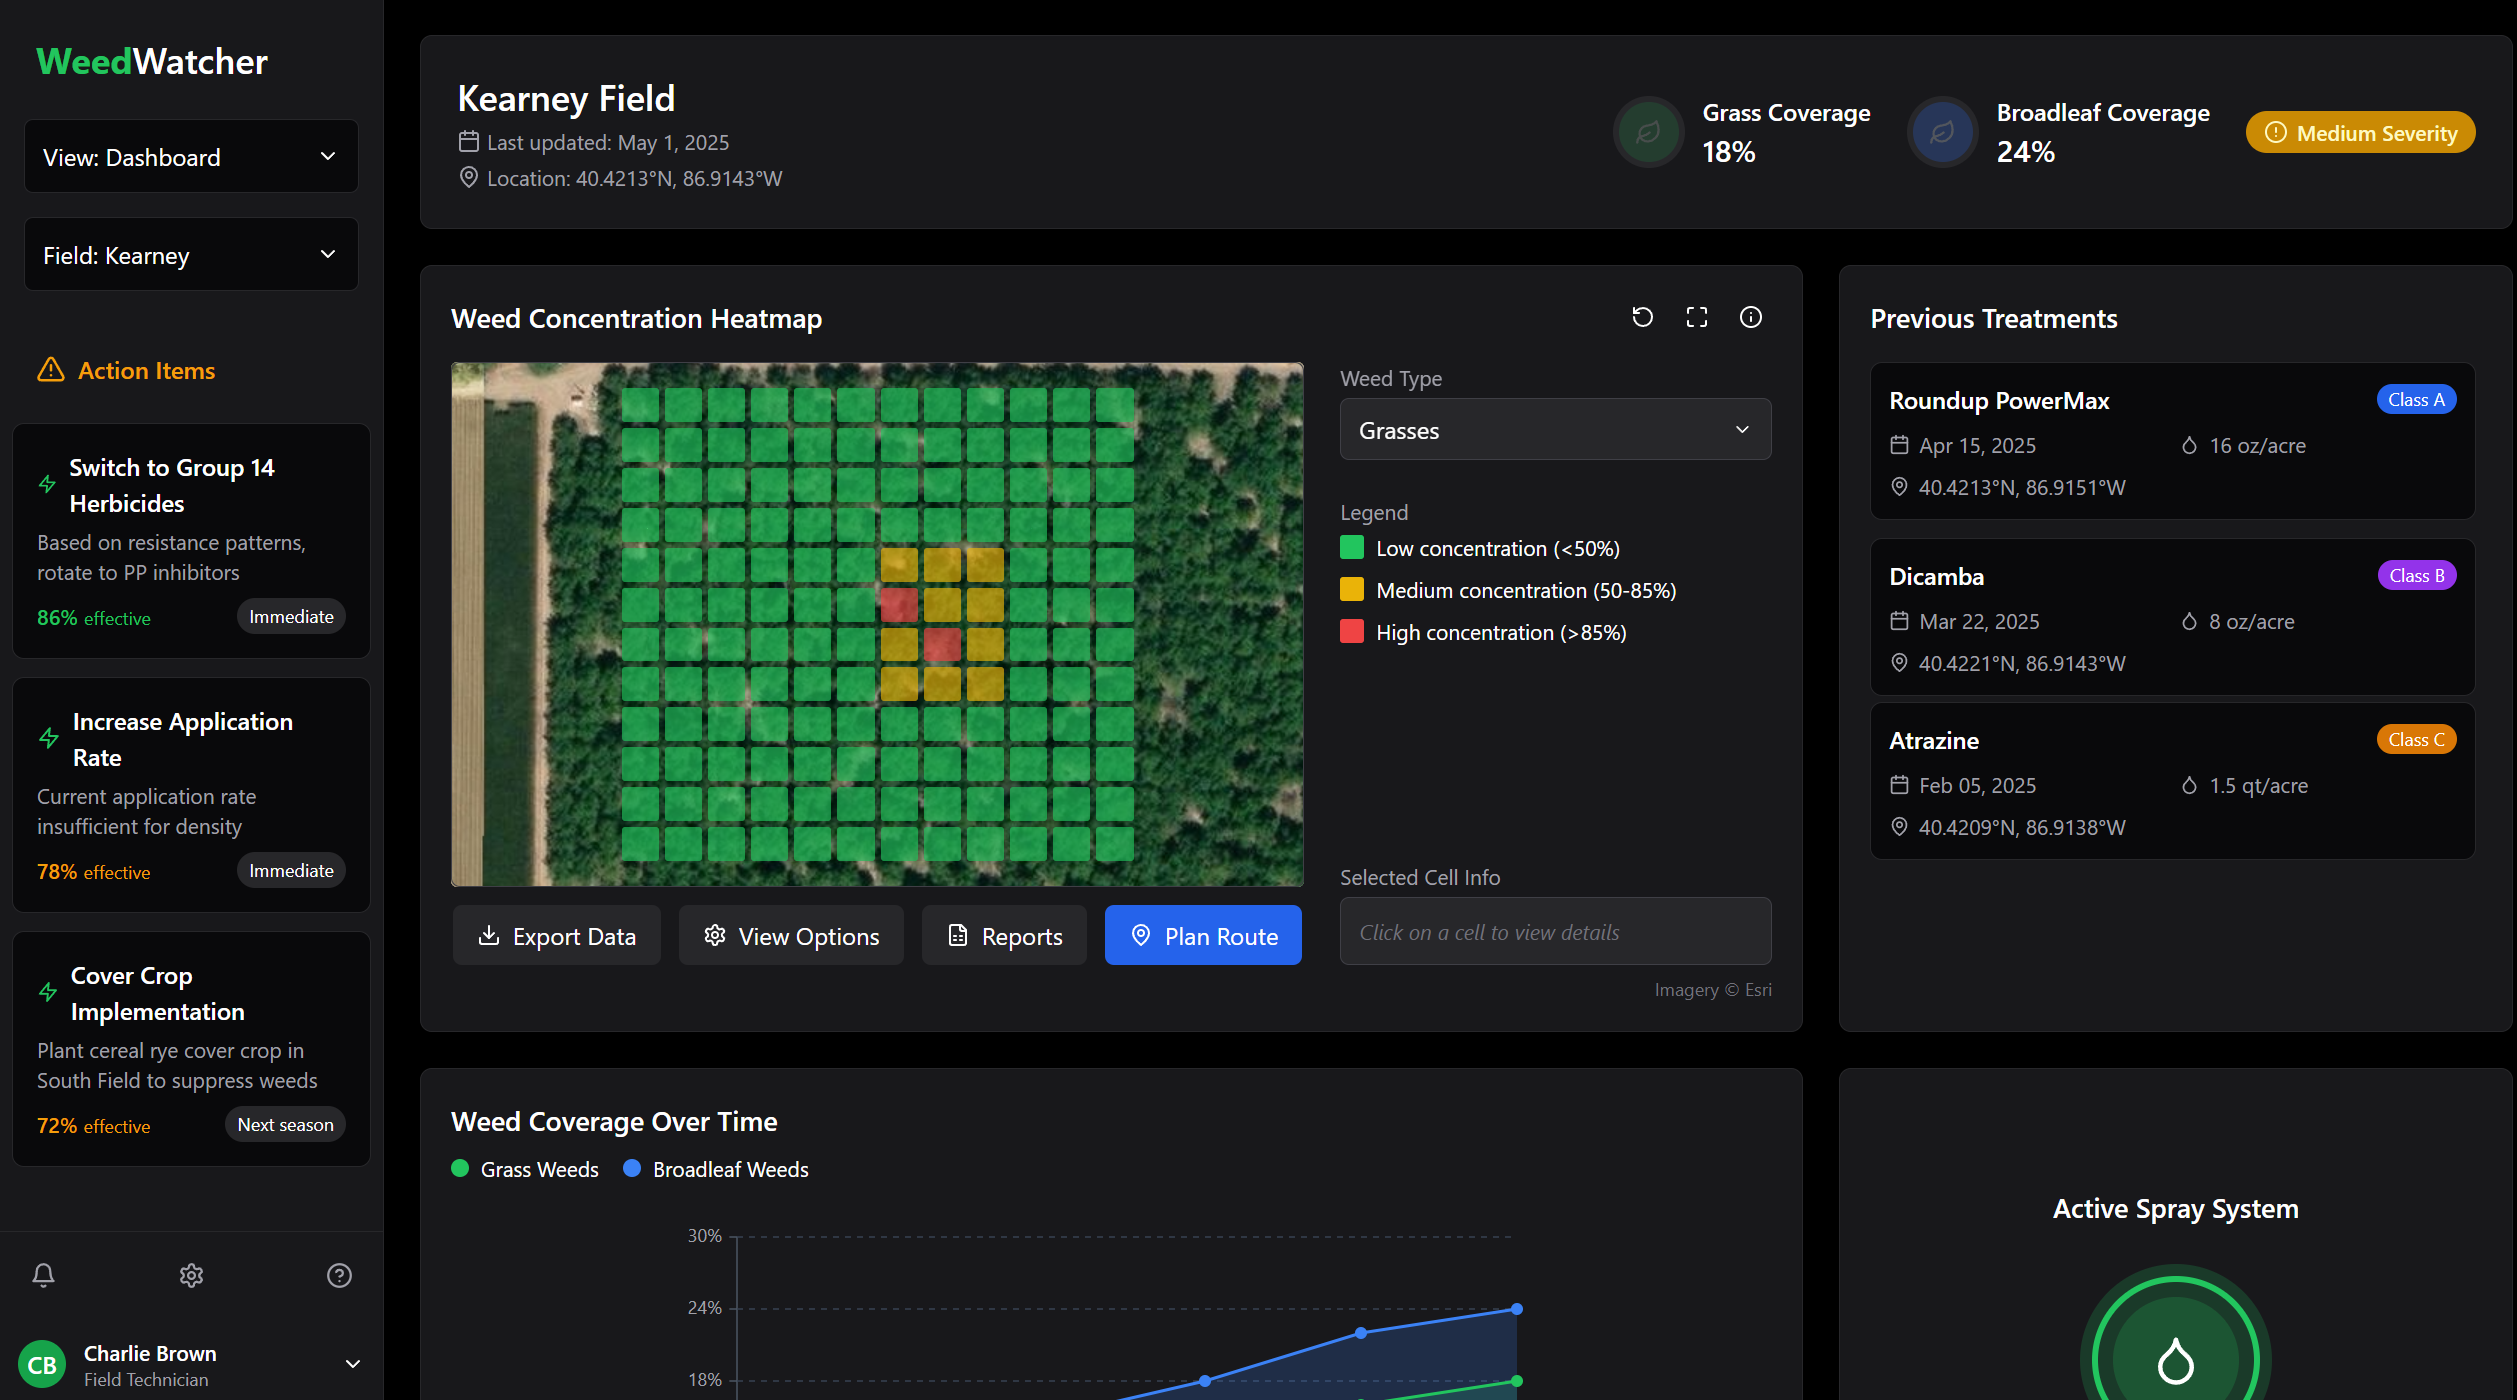 WeedWatcher
View: Dashboard
Field: Kearney
Action Items
Switch to Group 14
Herbicides
Based on resistance patterns,
rotate to PP inhibitors
86% effective
Immediate
Increase Application
Rate
Current application rate
insufficient for density
78% effective
Immediate
Cover Crop
Implementation
Plant cereal rye cover crop in
South Field to suppress weeds
72% effective
Next season
CB
Charlie Brown
Field Technician
Kearney Field
Last updated: May 1, 2025
Location: 40.4213°N, 86.9143°W
Grass Coverage
18%
Broadleaf Coverage
24%
Medium Severity
Weed Concentration Heatmap
Weed Type
Grasses
Legend
Low concentration (<50%)
Medium concentration (50-85%)
High concentration (>85%)
Selected Cell Info
Click on a cell to view details
Imagery © Esri
Export Data
View Options
Reports
Plan Route
Previous Treatments
Roundup PowerMax
Class A
Apr 15, 2025
16 oz/acre
40.4213°N, 86.9151°W
Dicamba
Class B
Mar 22, 2025
8 oz/acre
40.4221°N, 86.9143°W
Atrazine
Class C
Feb 05, 2025
1.5 qt/acre
40.4209°N, 86.9138°W
Weed Coverage Over Time
Grass Weeds
Broadleaf Weeds
30%
24%
18%
Active Spray System